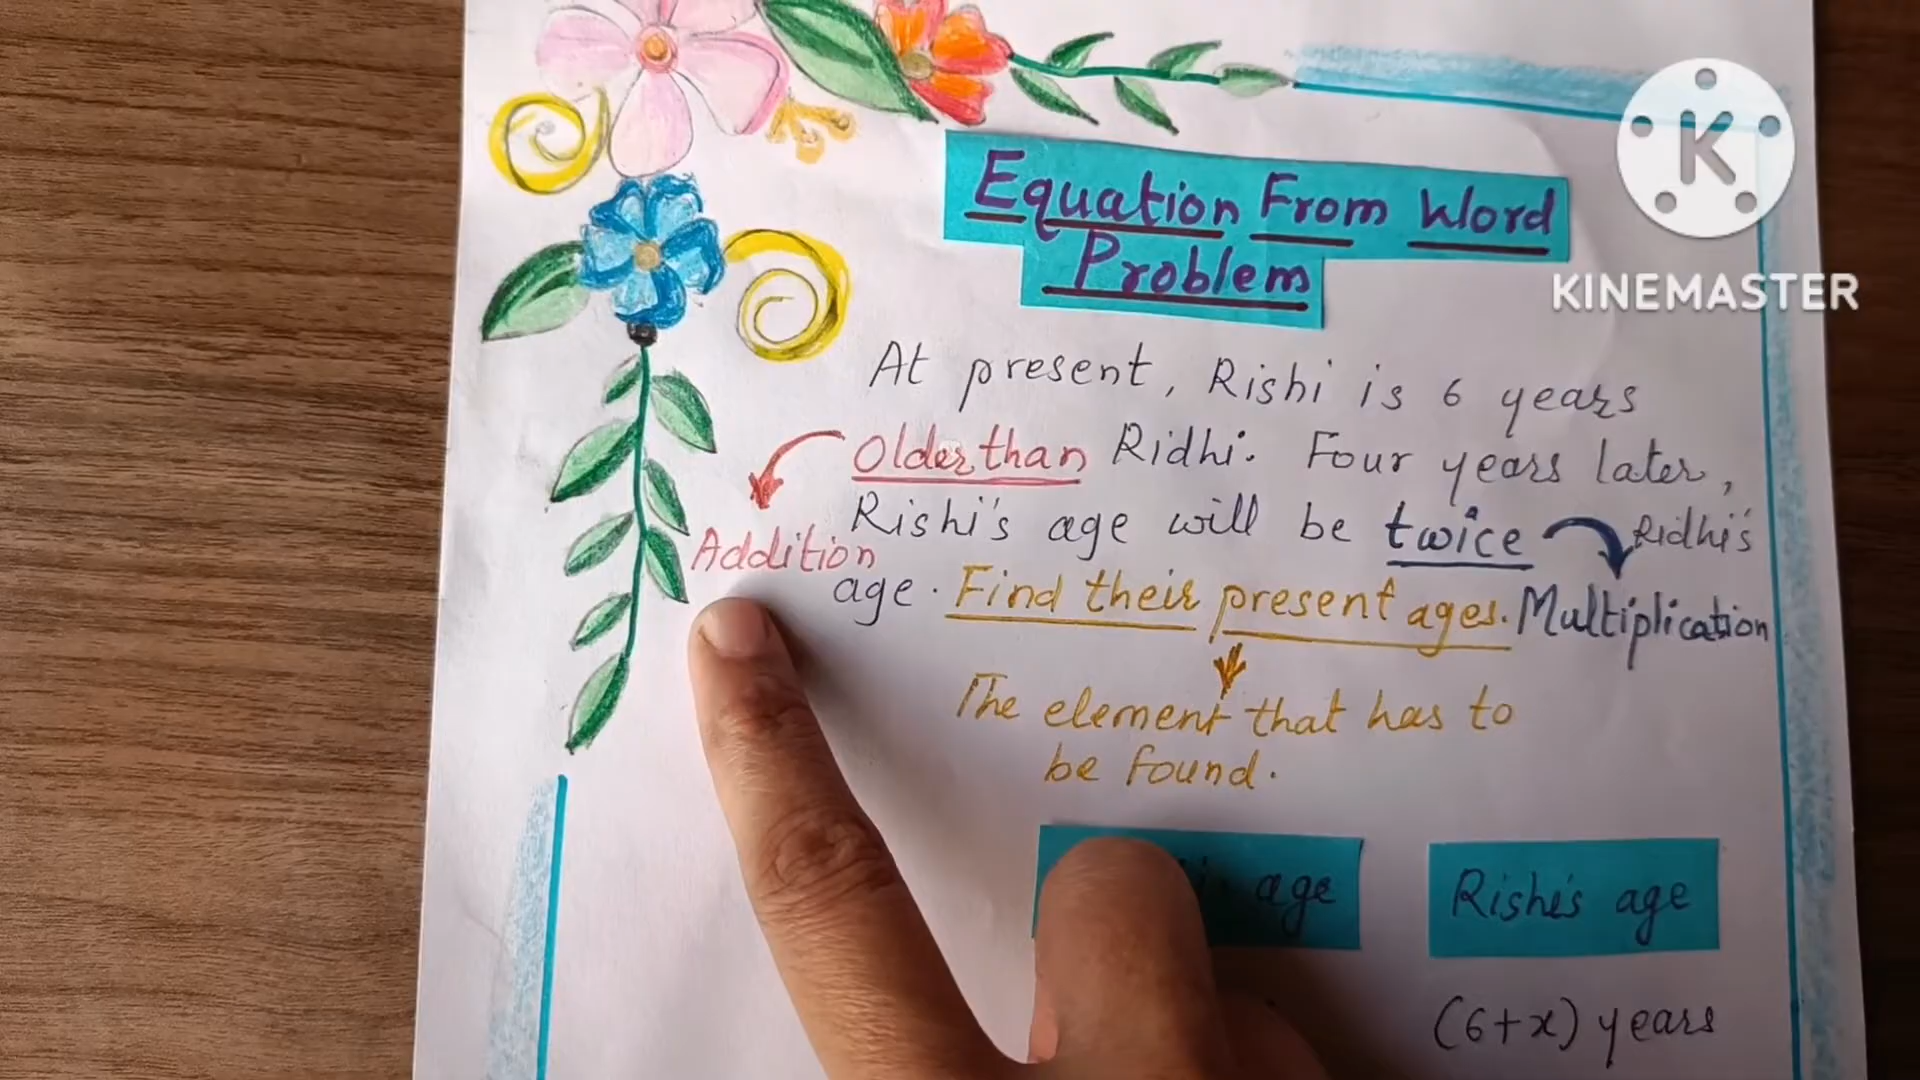 Equation From Word
Problem
At present, Rishi is 6 years
Older than Ridhi. Four years later,
Rishi's age will be twice Ridhi's
Addition
age. Find their present ages. Multiplication
The element that has to
be found.
age
Rishi's age
(6+x) years
K
KINEMASTER